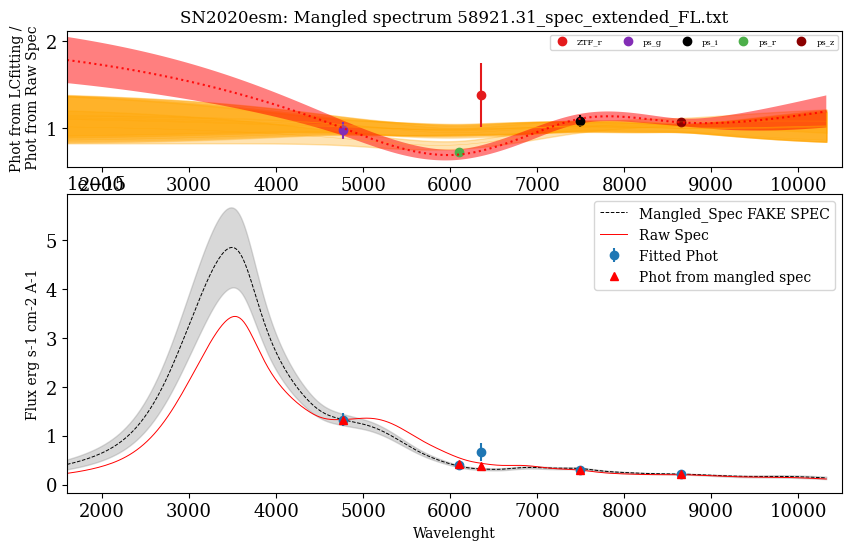 SN2020esm: Mangled spectrum 58921.31_spec_extended_FL.txt
Phot from LCfitting /
Phot from Raw Spec
2
1
ZTF_r ps_g ps_i ps_r ps_z
2000 3000 4000 5000 6000 7000 8000 9000 10000
1e−15
Flux erg s-1 cm-2 A-1
5
4
3
2
1
0
Mangled_Spec FAKE SPEC
Raw Spec
Fitted Phot
Phot from mangled spec
2000 3000 4000 5000 6000 7000 8000 9000 10000
Wavelenght